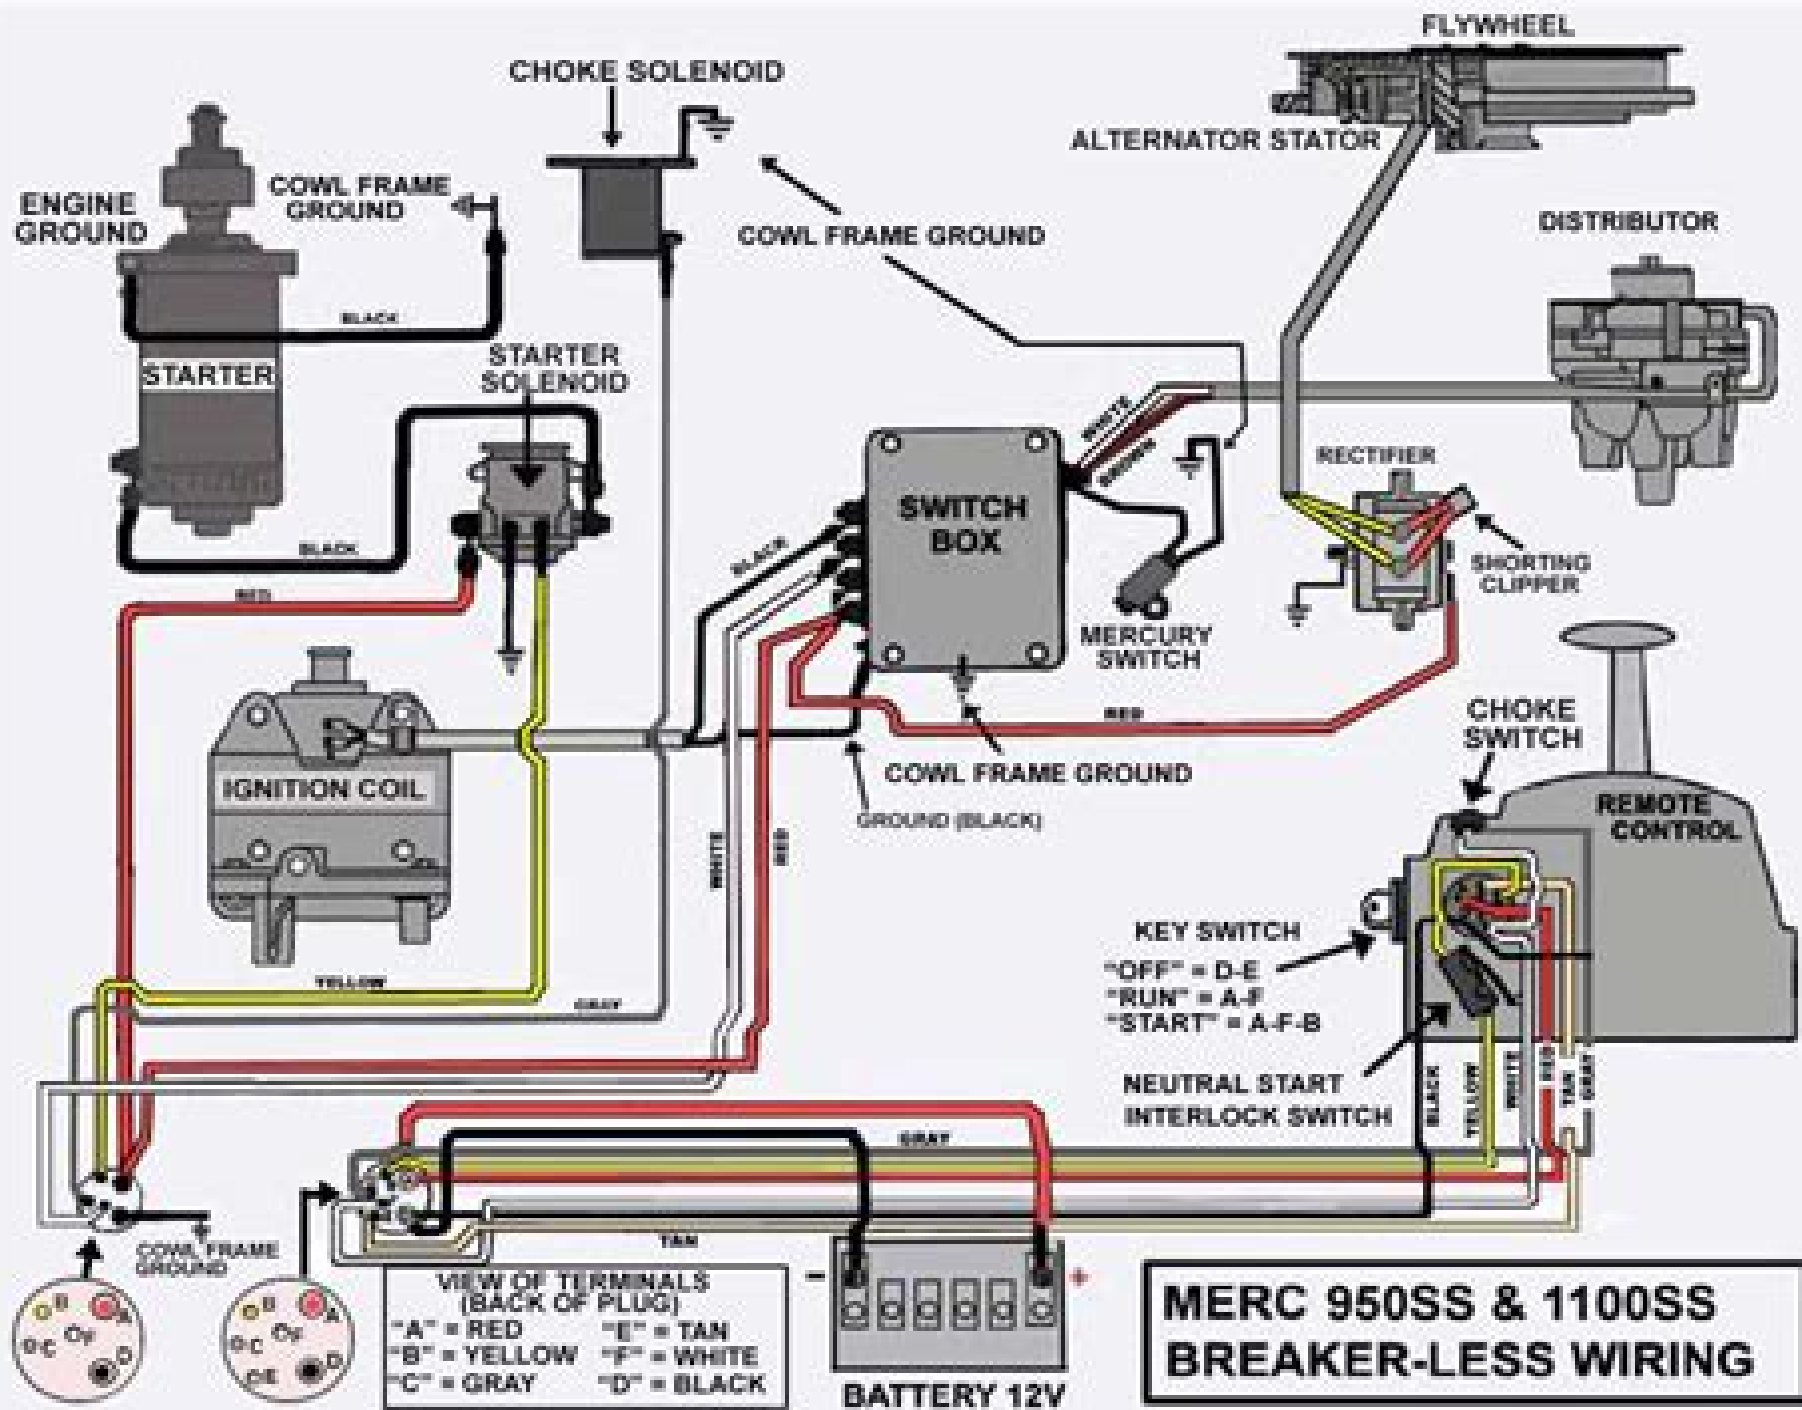 FLYWHEEL
CHOKE SOLENOID
ALTERNATOR STATOR
ENGINE
GROUND
COWL FRAME
GROUND
COWL FRAME GROUND
DISTRIBUTOR
BLACK
STARTER
STARTER
SOLENOID
WHITE
BROWN
RECTIFIER
SWITCH
BOX
BLACK
BLACK
SHORTING
CLIPPER
RED
MERCURY
SWITCH
RED
CHOKE
SWITCH
IGNITION COIL
COWL FRAME GROUND
GROUND (BLACK)
REMOTE
CONTROL
WHITE
RED
KEY SWITCH
"OFF" = D-E
"RUN" = A-F
"START" = A-F-B
YELLOW
GRAY
NEUTRAL START
INTERLOCK SWITCH
BLACK
YELLOW
WHITE
RED
TAN
GRAY
GRAY
COWL FRAME
GROUND
TAN
B A
C F
D
B A
C F
E D
VIEW OF TERMINALS
(BACK OF PLUG)
"A" = RED "E" = TAN
"B" = YELLOW "F" = WHITE
"C" = GRAY "D" = BLACK
- +
BATTERY 12V
MERC 950SS & 1100SS
BREAKER-LESS WIRING